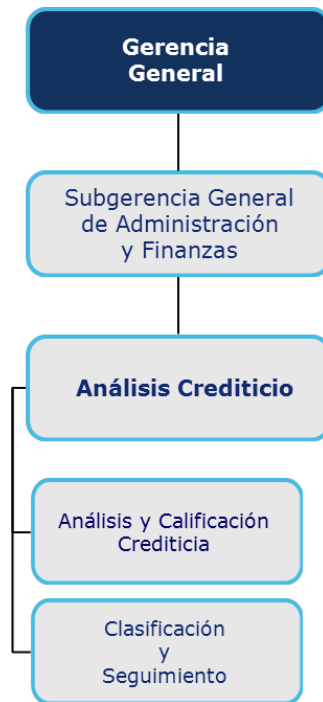 Gerencia
General
Subgerencia General
de Administración
y Finanzas
Análisis Crediticio
Análisis y Calificación
Crediticia
Clasificación
y
Seguimiento